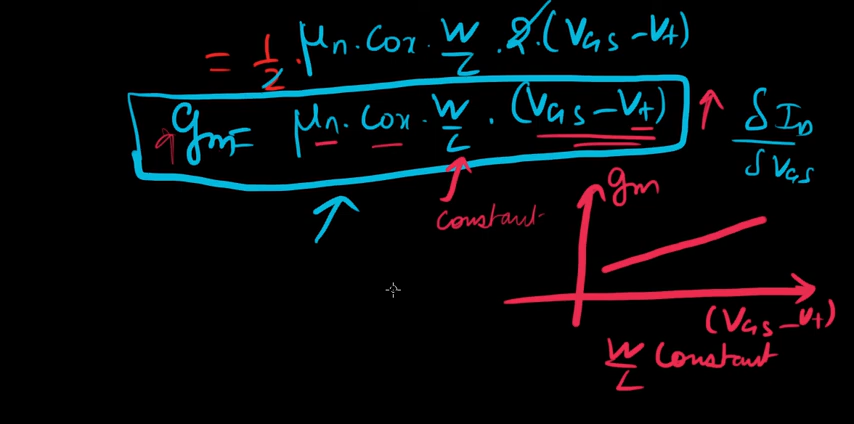 = 1/2 . μn . Cox . W/L . 2 . (VGS – Vt)
gm = μn . Cox . W/L . (VGS – Vt)
δID/δVGS
constant
gm
(VGS – Vt)
W/L constant